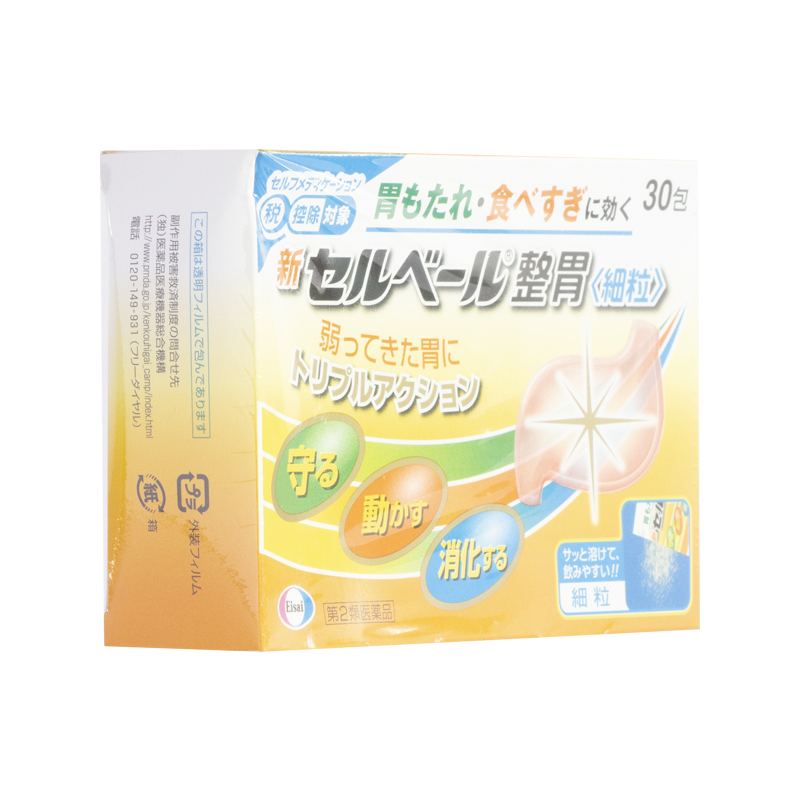 セルフメディケーション
税 控除 対象
胃もたれ・食べすぎに効く
30包
新セルベール®整胃〈細粒〉
弱ってきた胃に
トリプルアクション
守る
動かす
消化する
サッと溶けて、
飲みやすい!!
細粒
Eisai
第2類医薬品
この箱は透明フィルムで包んであります
副作用被害救済制度の問合せ先
(独)医薬品医療機器総合機構
http://www.pmda.go.jp/kenkouhigai_camp/index.html
電話 0120-149-931(フリーダイヤル)
プラ
外装フィルム
紙
箱